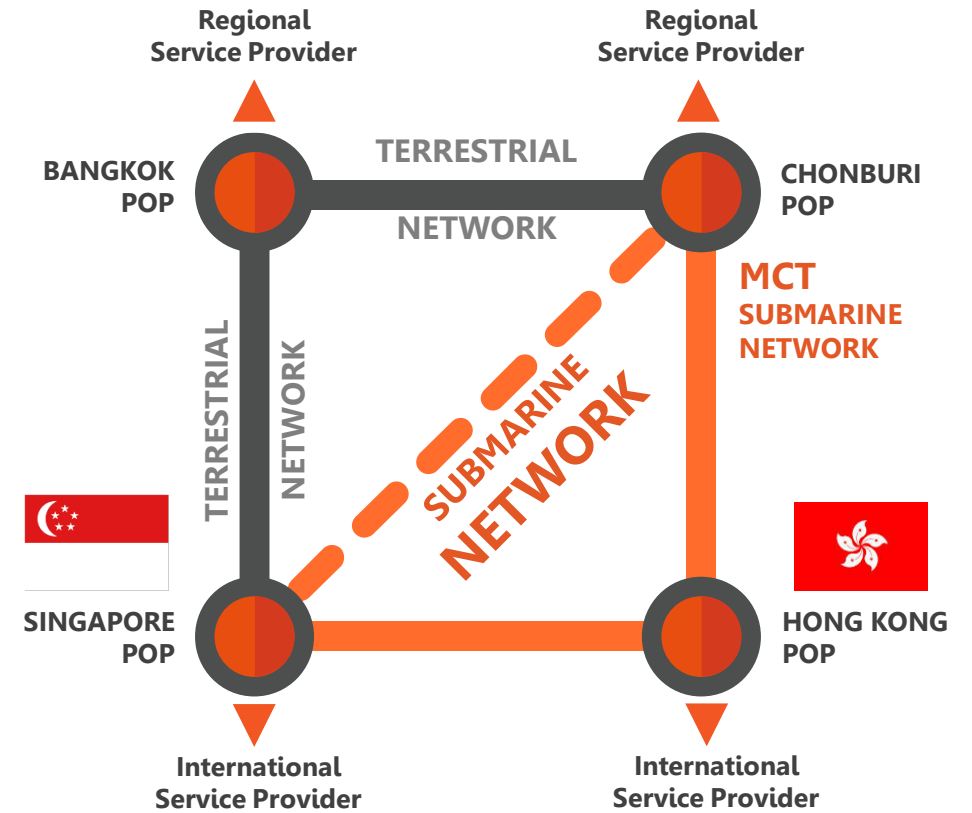 Regional
Service Provider
Regional
Service Provider
BANGKOK
POP
TERRESTRIAL
NETWORK
CHONBURI
POP
MCT
SUBMARINE
NETWORK
TERRESTRIAL
NETWORK
SUBMARINE
NETWORK
SINGAPORE
POP
HONG KONG
POP
International
Service Provider
International
Service Provider